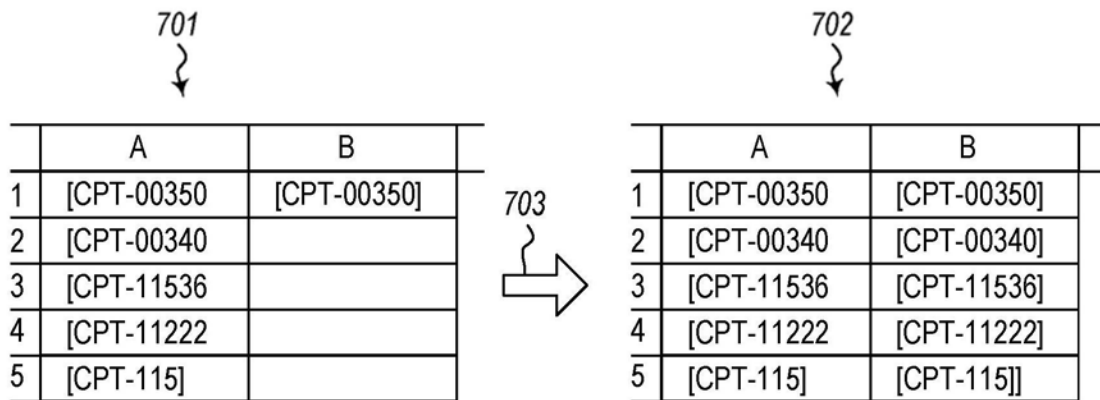 701 702
A B A B
1 [CPT-00350 [CPT-00350] 703 1 [CPT-00350 [CPT-00350]
2 [CPT-00340 2 [CPT-00340 [CPT-00340]
3 [CPT-11536 3 [CPT-11536 [CPT-11536]
4 [CPT-11222 4 [CPT-11222 [CPT-11222]
5 [CPT-115] 5 [CPT-115] [CPT-115]]